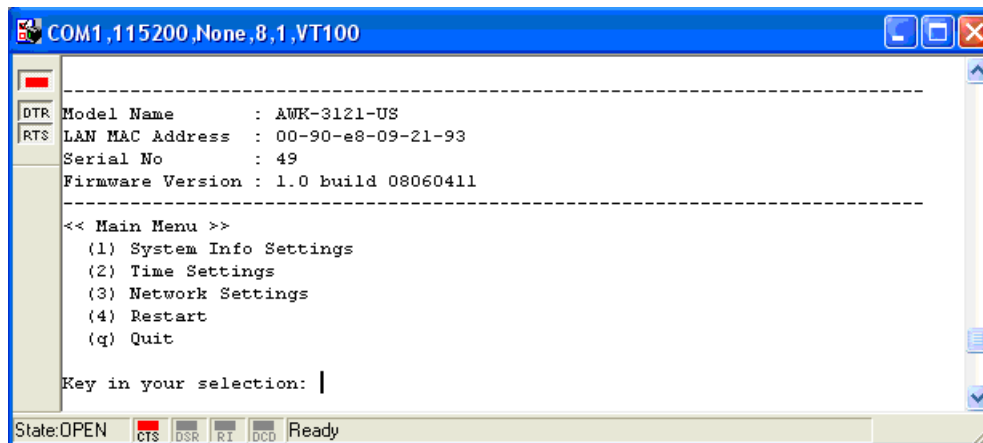 COM1,115200,None,8,1,VT100
DTR
RTS
--------------------------------------------------------------------------------
Model Name : AWK-3121-US
LAN MAC Address : 00-90-e8-09-21-93
Serial No : 49
Firmware Version : 1.0 build 08060411
--------------------------------------------------------------------------------
<< Main Menu >>
(1) System Info Settings
(2) Time Settings
(3) Network Settings
(4) Restart
(q) Quit
Key in your selection:
State:OPEN CTS DSR RI DCD Ready